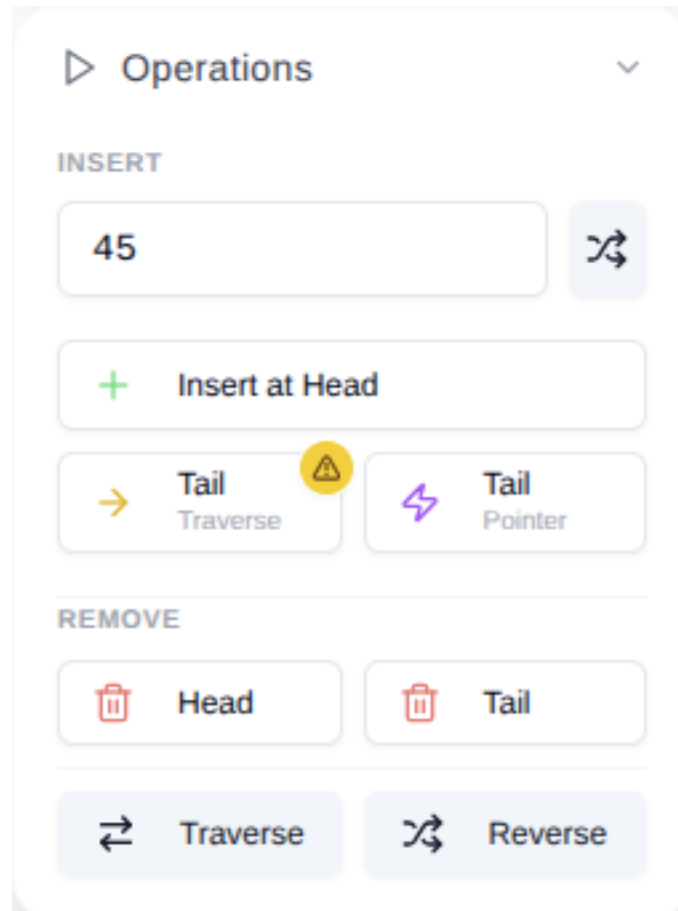 Operations
INSERT
45
Insert at Head
Tail
Traverse
Tail
Pointer
REMOVE
Head
Tail
Traverse
Reverse